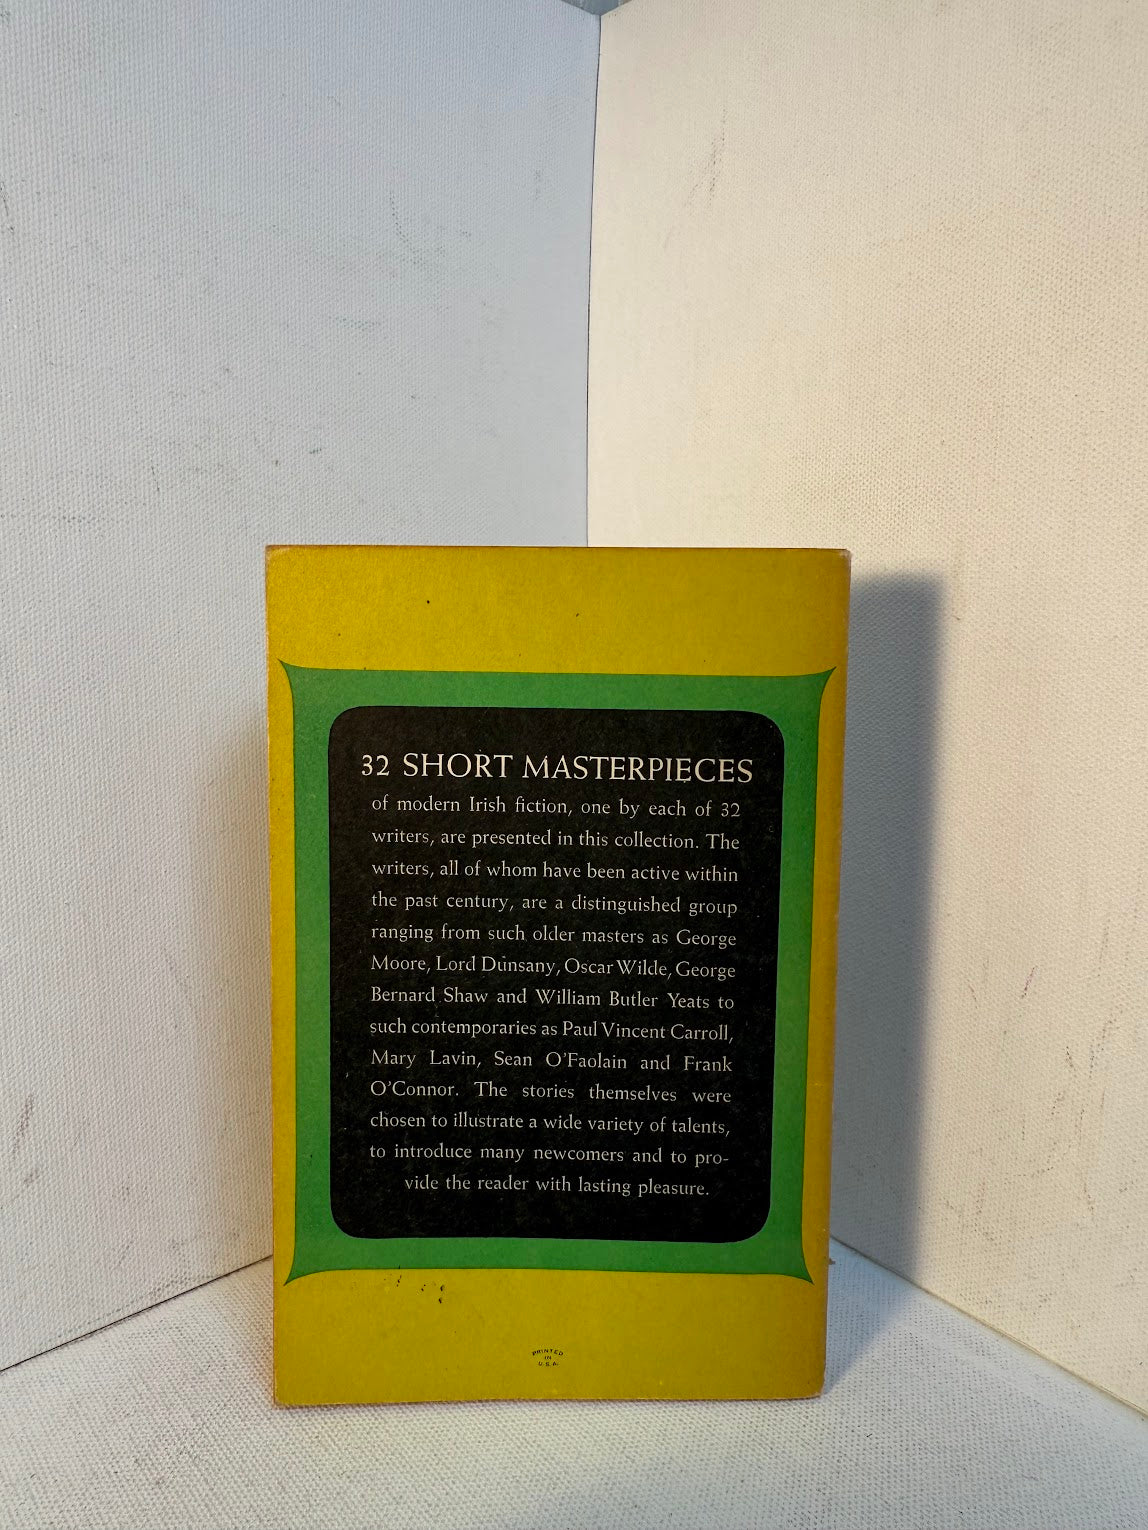 32 SHORT MASTERPIECES
of modern Irish fiction, one by each of 32
writers, are presented in this collection. The
writers, all of whom have been active within
the past century, are a distinguished group
ranging from such older masters as George
Moore, Lord Dunsany, Oscar Wilde, George
Bernard Shaw and William Butler Yeats to
such contemporaries as Paul Vincent Carroll,
Mary Lavin, Sean O'Faolain and Frank
O'Connor. The stories themselves were
chosen to illustrate a wide variety of talents,
to introduce many newcomers and to pro-
vide the reader with lasting pleasure.
PRINTED
IN
U.S.A.